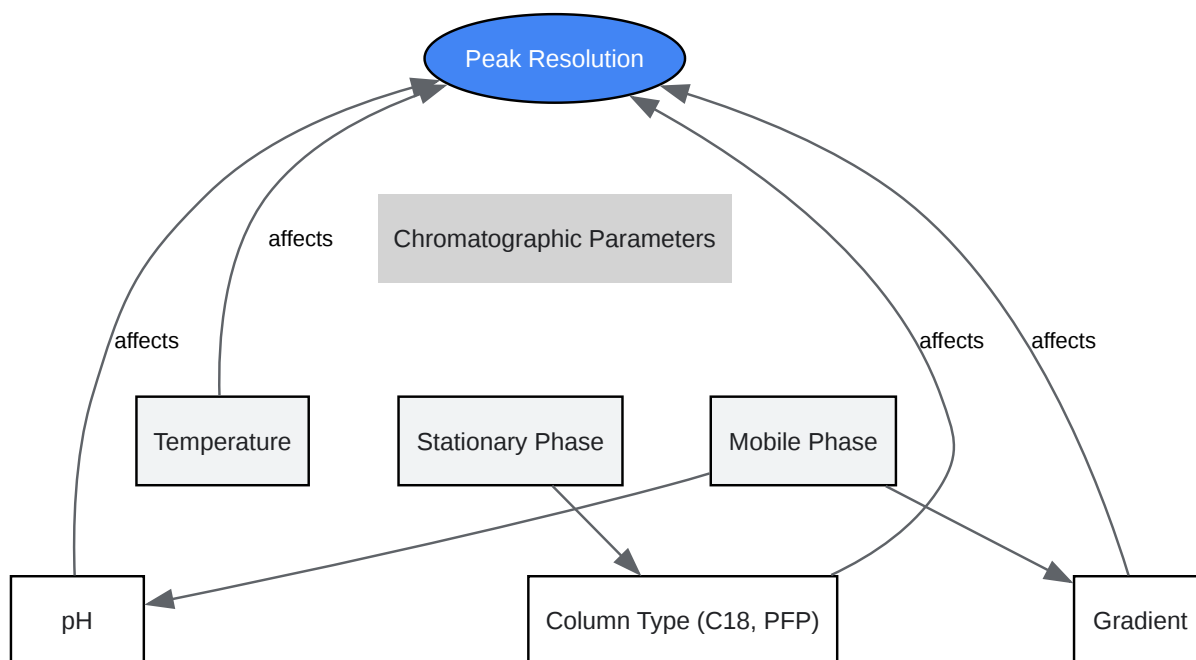 Peak Resolution
affects
Chromatographic Parameters
affects
affects
affects
Temperature
Stationary Phase
Mobile Phase
pH
Column Type (C18, PFP)
Gradient